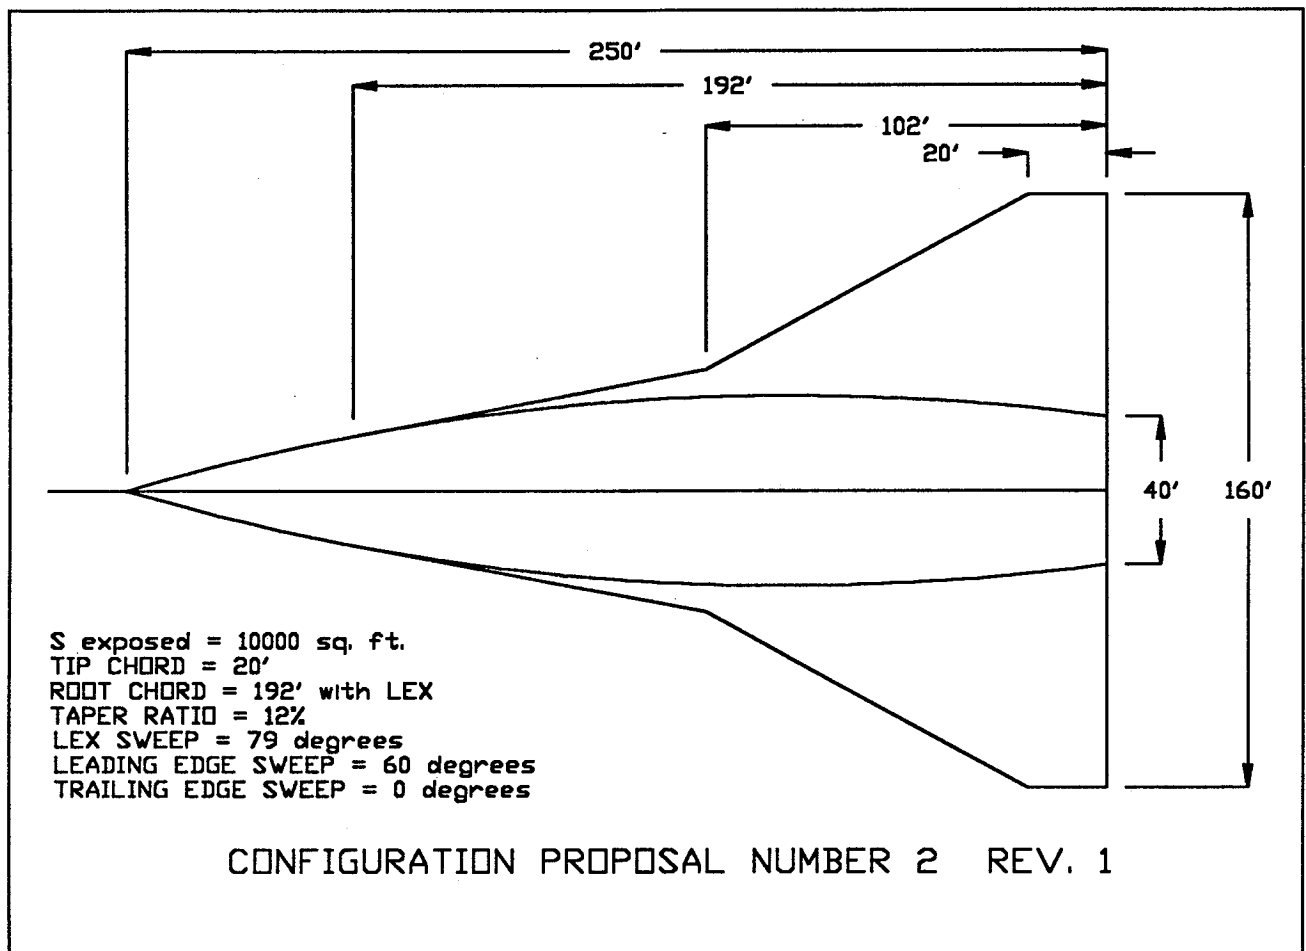 250'
192'
102'
20'
40' 160'
S exposed = 10000 sq. ft.
TIP CHORD = 20'
ROOT CHORD = 192' with LEX
TAPER RATIO = 12%
LEX SWEEP = 79 degrees
LEADING EDGE SWEEP = 60 degrees
TRAILING EDGE SWEEP = 0 degrees
CONFIGURATION PROPOSAL NUMBER 2 REV. 1